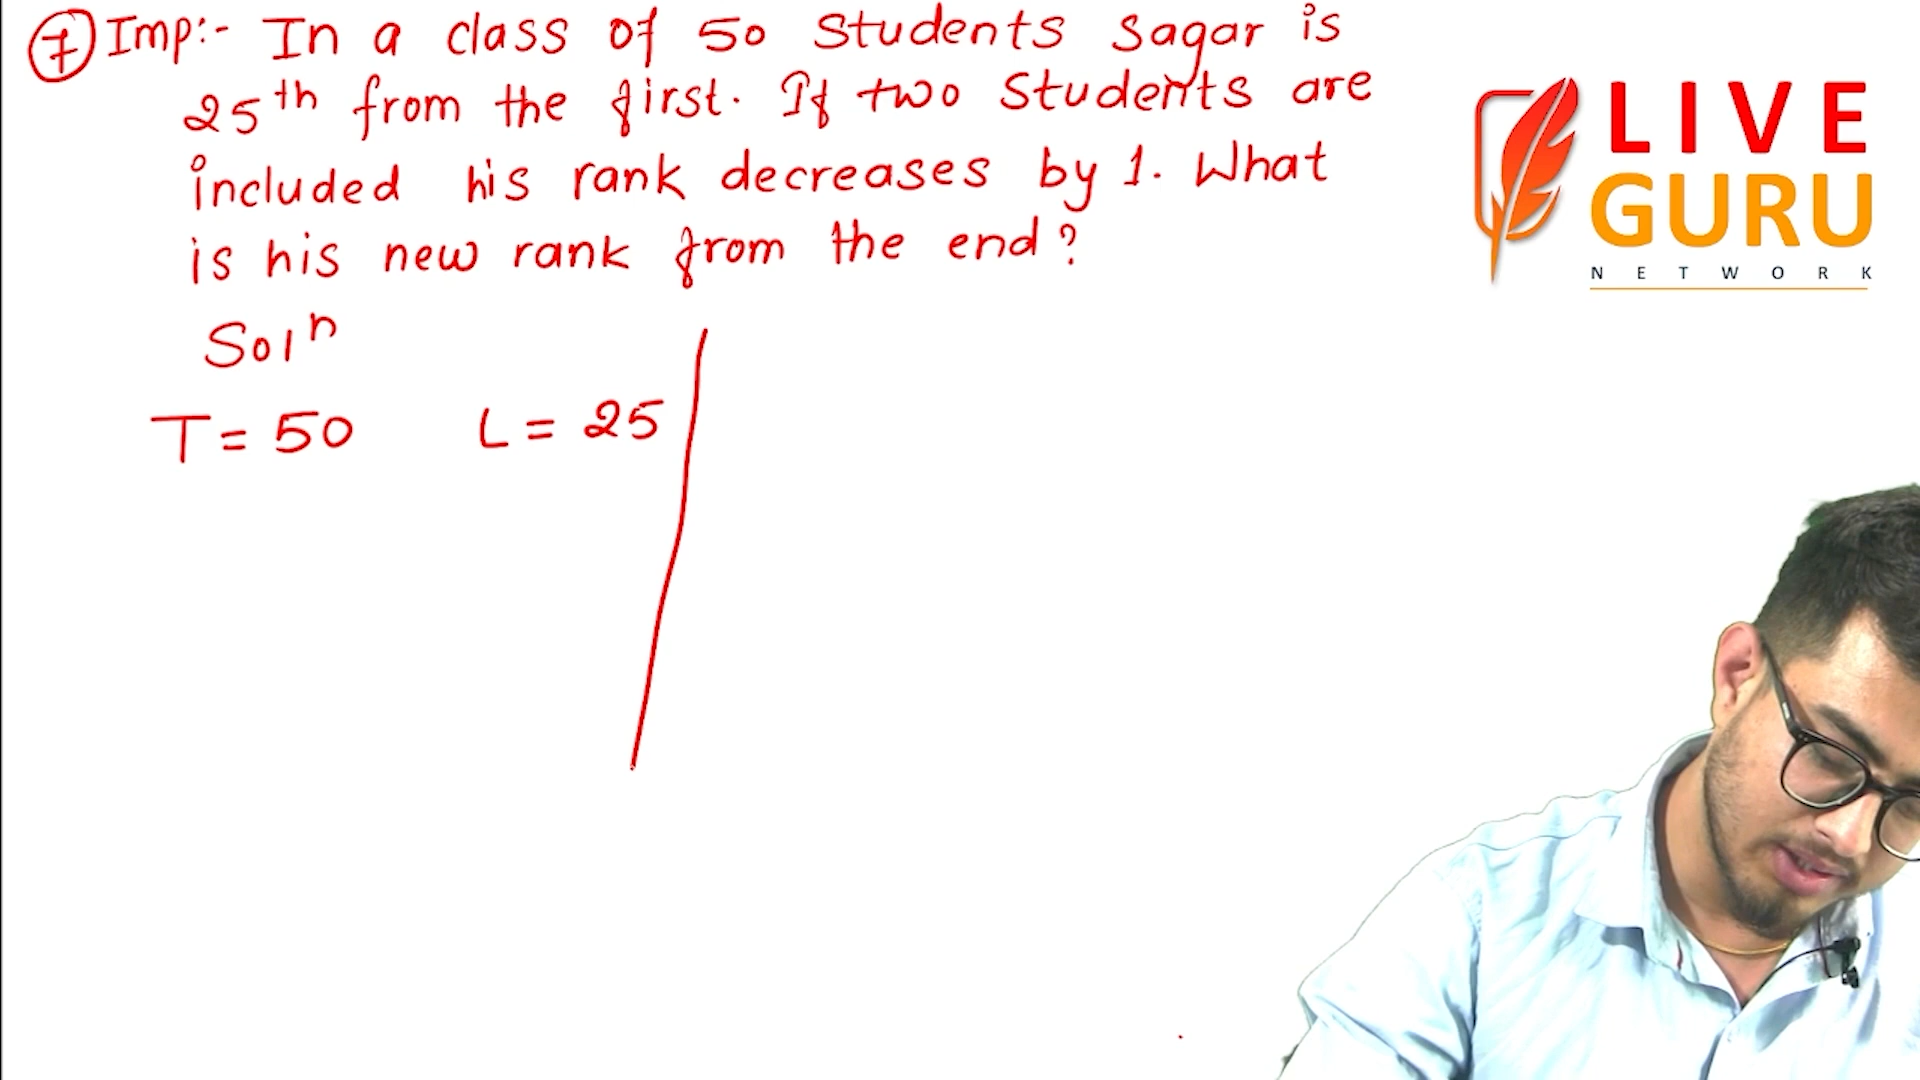 7 Imp:- In a class of 50 Students Sagar is
25th from the first. If two Students are
included his rank decreases by 1. What
is his new rank from the end?
Solⁿ
T = 50 L = 25
LIVE
GURU
NETWORK